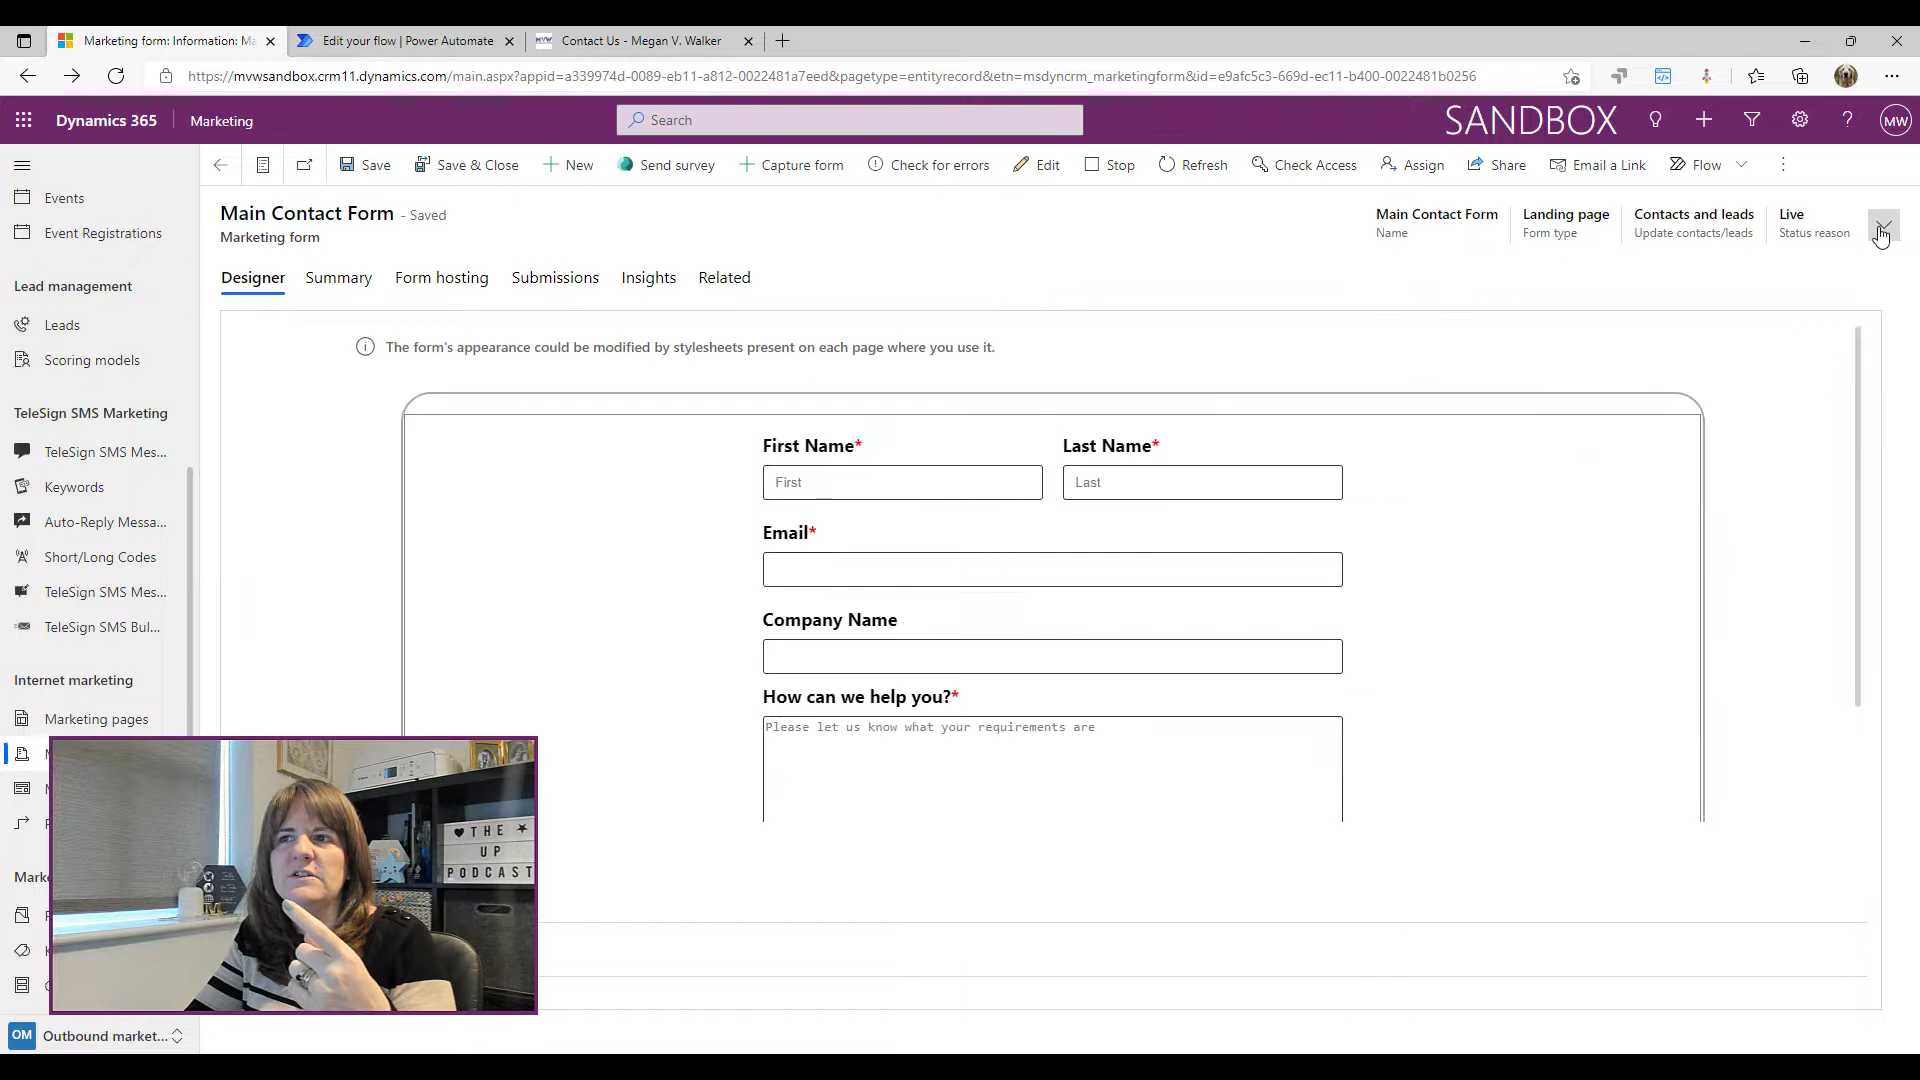 Marketing form: Information: Ma
Edit your flow | Power Automate
Contact Us - Megan V. Walker
https://mvwsandbox.crm11.dynamics.com/main.aspx?appid=a339974d-0089-eb11-a812-0022481a7eed&pagetype=entityrecord&etn=msdyncrm_marketingform&id=e9afc5c3-669d-ec11-b400-0022481b0256
Dynamics 365
Marketing
Search
SANDBOX
MW
Save
Save & Close
New
Send survey
Capture form
Check for errors
Edit
Stop
Refresh
Check Access
Assign
Share
Email a Link
Flow
Events
Event Registrations
Lead management
Leads
Scoring models
TeleSign SMS Marketing
TeleSign SMS Mes...
Keywords
Auto-Reply Messa...
Short/Long Codes
TeleSign SMS Mes...
TeleSign SMS Bul...
Internet marketing
Marketing pages
Marke
OM
Outbound market...
Main Contact Form - Saved
Marketing form
Main Contact Form
Name
Landing page
Form type
Contacts and leads
Update contacts/leads
Live
Status reason
Designer
Summary
Form hosting
Submissions
Insights
Related
The form's appearance could be modified by stylesheets present on each page where you use it.
First Name*
Last Name*
First
Last
Email*
Company Name
How can we help you?*
Please let us know what your requirements are
THE
UP
PODCAST